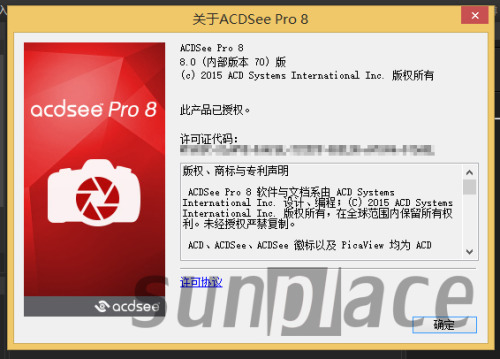 关于ACDSee Pro 8
acdsee Pro 8
ACDSee Pro 8
8.0 (内部版本 70) 版
(c) 2015 ACD Systems International Inc. 版权所有
此产品已授权。
许可证代码:
版权、商标与专利声明
ACDSee Pro 8 软件与文档系由 ACD Systems
International Inc. 设计、编程;(C) 2015 ACD Systems
International Inc. 版权所有,在全球范围内保留所有权
利。未经授权严禁复制。
ACD、ACDSee、ACDSee 徽标以及 PicaView 均为 ACD
许可协议
acdsee
sunplace
确定